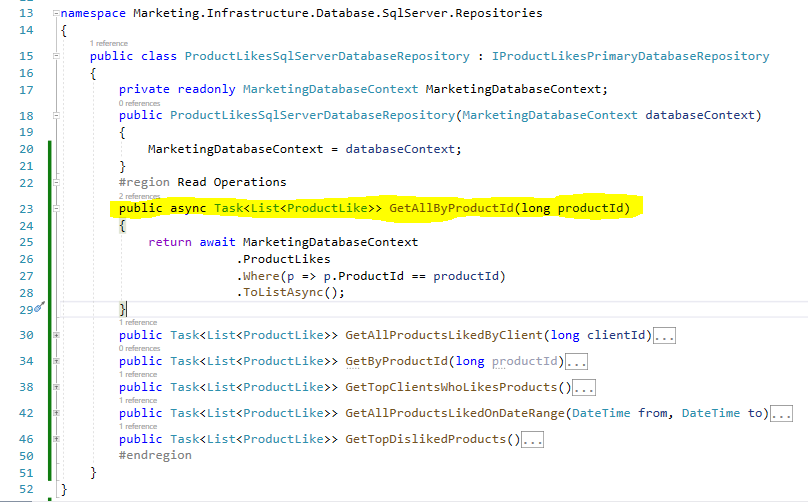 13 namespace Marketing.Infrastructure.Database.SqlServer.Repositories
14 {
1 reference
15 public class ProductLikesSqlServerDatabaseRepository : IProductLikesPrimaryDatabaseRepository
16 {
17 private readonly MarketingDatabaseContext MarketingDatabaseContext;
0 references
18 public ProductLikesSqlServerDatabaseRepository(MarketingDatabaseContext databaseContext)
19 {
20 MarketingDatabaseContext = databaseContext;
21 }
22 #region Read Operations
2 references
23 public async Task<List<ProductLike>> GetAllByProductId(long productId)
24 {
25 return await MarketingDatabaseContext
26 .ProductLikes
27 .Where(p => p.ProductId == productId)
28 .ToListAsync();
29 }
1 reference
30 public Task<List<ProductLike>> GetAllProductsLikedByClient(long clientId)...
0 references
34 public Task<List<ProductLike>> GetByProductId(long productId)...
1 reference
38 public Task<List<ProductLike>> GetTopClientsWhoLikesProducts()...
1 reference
42 public Task<List<ProductLike>> GetAllProductsLikedOnDateRange(DateTime from, DateTime to)...
1 reference
46 public Task<List<ProductLike>> GetTopDislikedProducts()...
50 #endregion
51 }
52 }